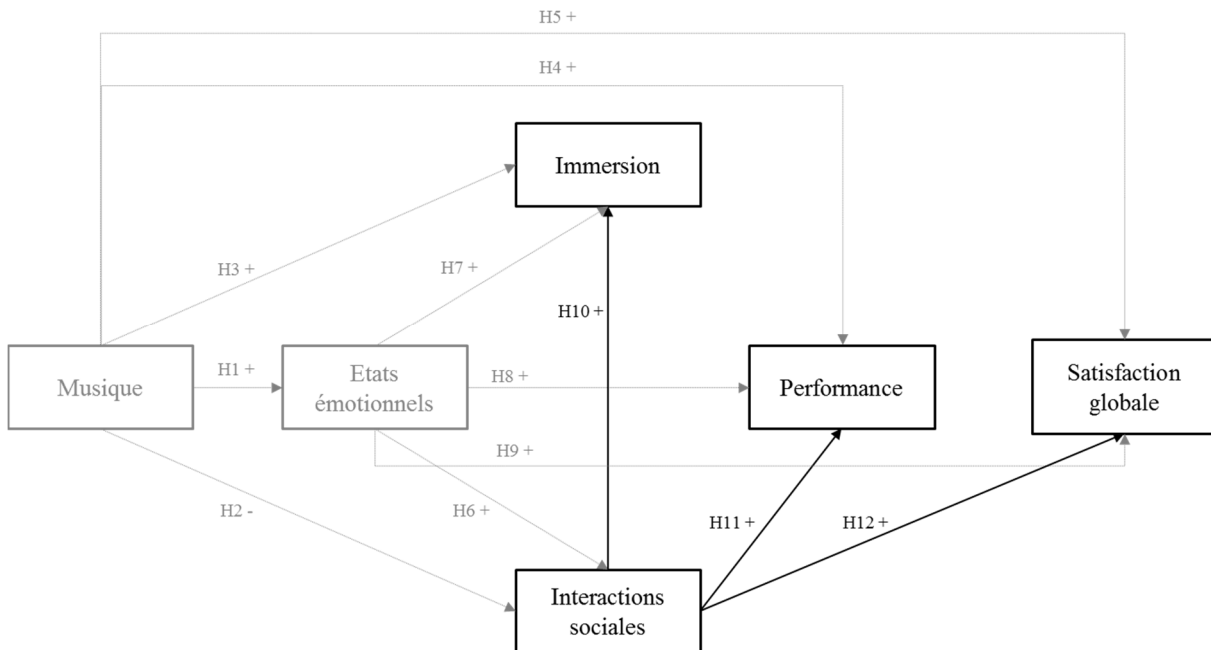 H5 +
H4 +
Immersion
H3 +
H7 +
H10 +
Musique
H1 +
Etats
émotionnels
H8 +
Performance
Satisfaction
globale
H9 +
H2 -
H6 +
H11 +
H12 +
Interactions
sociales